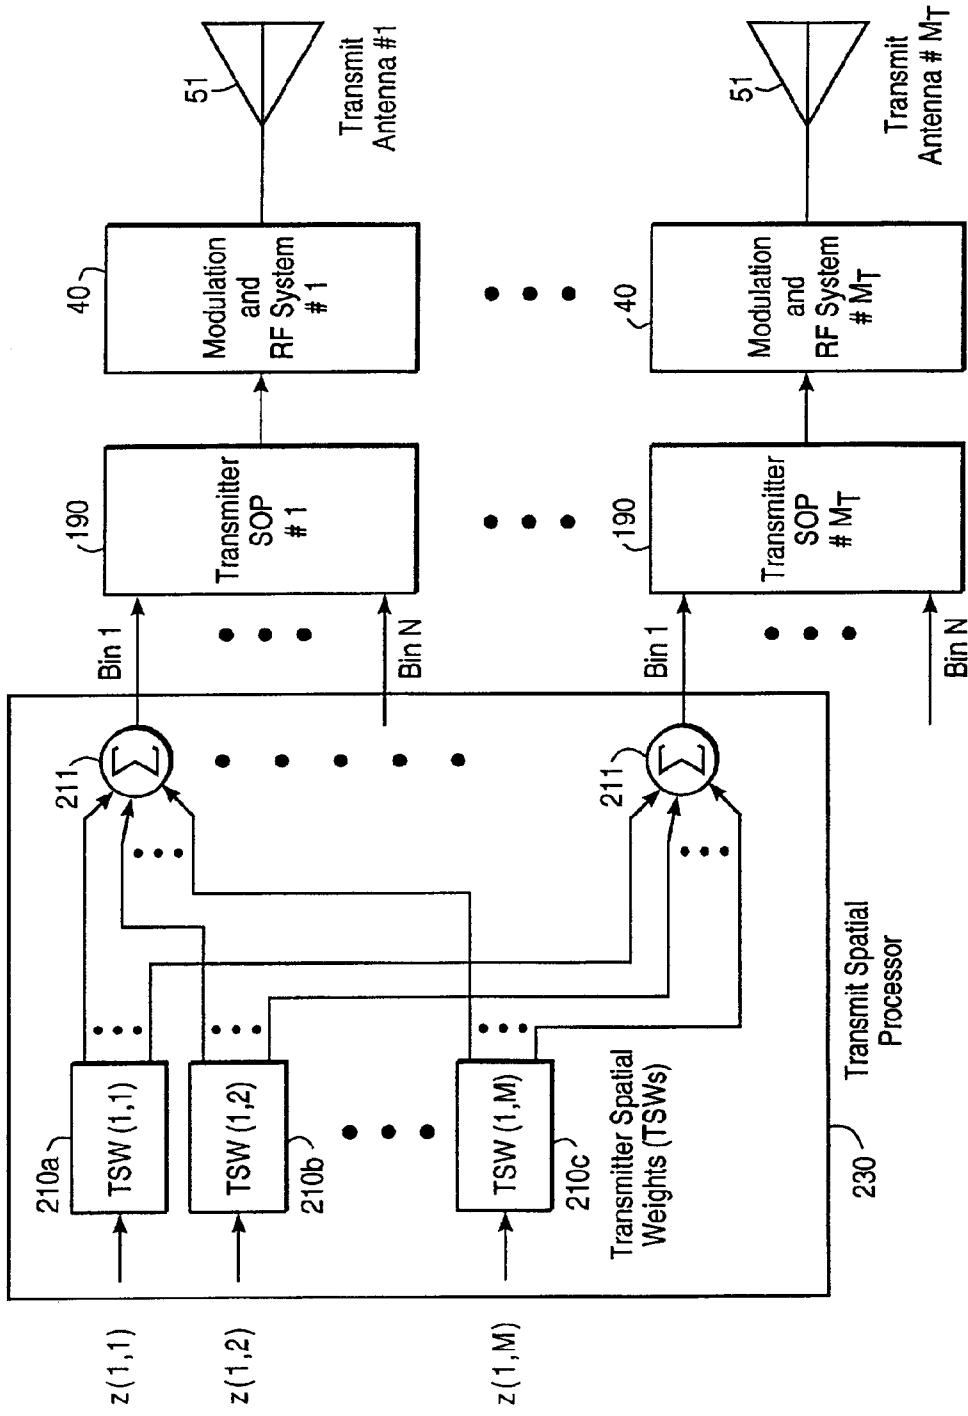 z(1,1)
z(1,2)
z(1,M)
210a
TSW (1,1)
TSW (1,2)
210b
TSW (1,M)
210c
Transmitter Spatial
Weights (TSWs)
230
Transmit Spatial
Processor
211
Σ
211
Σ
Bin 1
Bin N
Bin 1
Bin N
190
Transmitter
SOP
# 1
190
Transmitter
SOP
# MT
40
Modulation
and
RF System
# 1
40
Modulation
and
RF System
# MT
51
Transmit
Antenna #1
51
Transmit
Antenna # MT